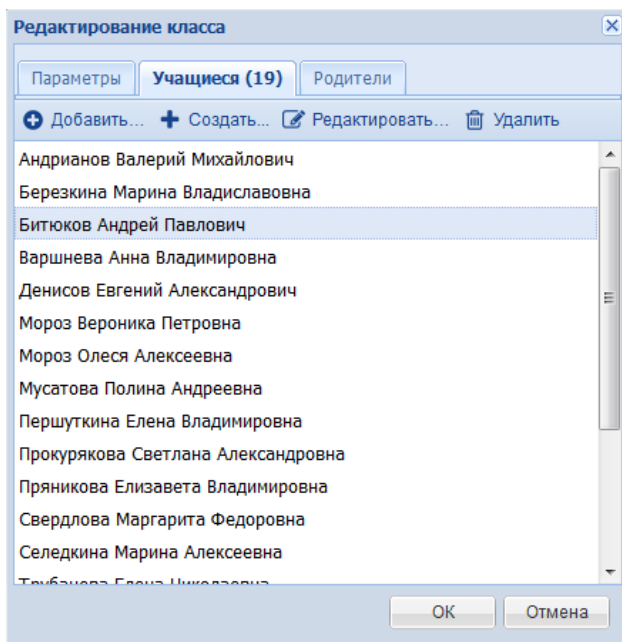 Редактирование класса
Параметры Учащиеся (19) Родители
Добавить... Создать... Редактировать... Удалить
Андрианов Валерий Михайлович
Березкина Марина Владиславовна
Битюков Андрей Павлович
Варшнева Анна Владимировна
Денисов Евгений Александрович
Мороз Вероника Петровна
Мороз Олеся Алексеевна
Мусатова Полина Андреевна
Першуткина Елена Владимировна
Прокурякова Светлана Александровна
Пряникова Елизавета Владимировна
Свердлова Маргарита Федоровна
Селедкина Марина Алексеевна
Елена Николаевна
ОК Отмена